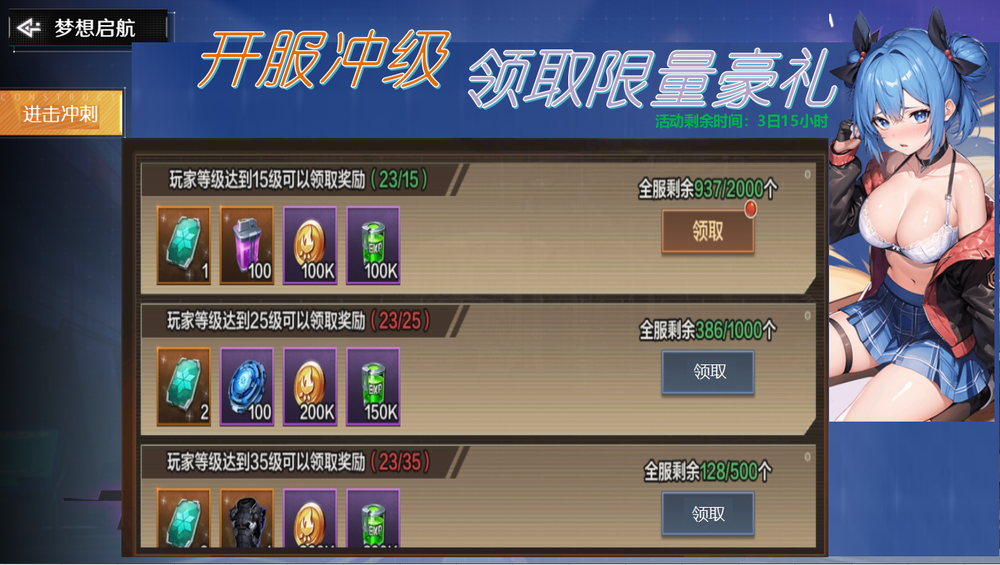 梦想启航
开服冲级
领取限量豪礼
活动剩余时间：3日15小时
CONSTRUCT
进击冲刺
玩家等级达到15级可以领取奖励（23/15）
全服剩余937/2000个
领取
1
100
100K
EXP
100K
玩家等级达到25级可以领取奖励（23/25）
全服剩余386/1000个
领取
2
100
200K
EXP
150K
玩家等级达到35级可以领取奖励（23/35）
全服剩余128/500个
领取
EXP